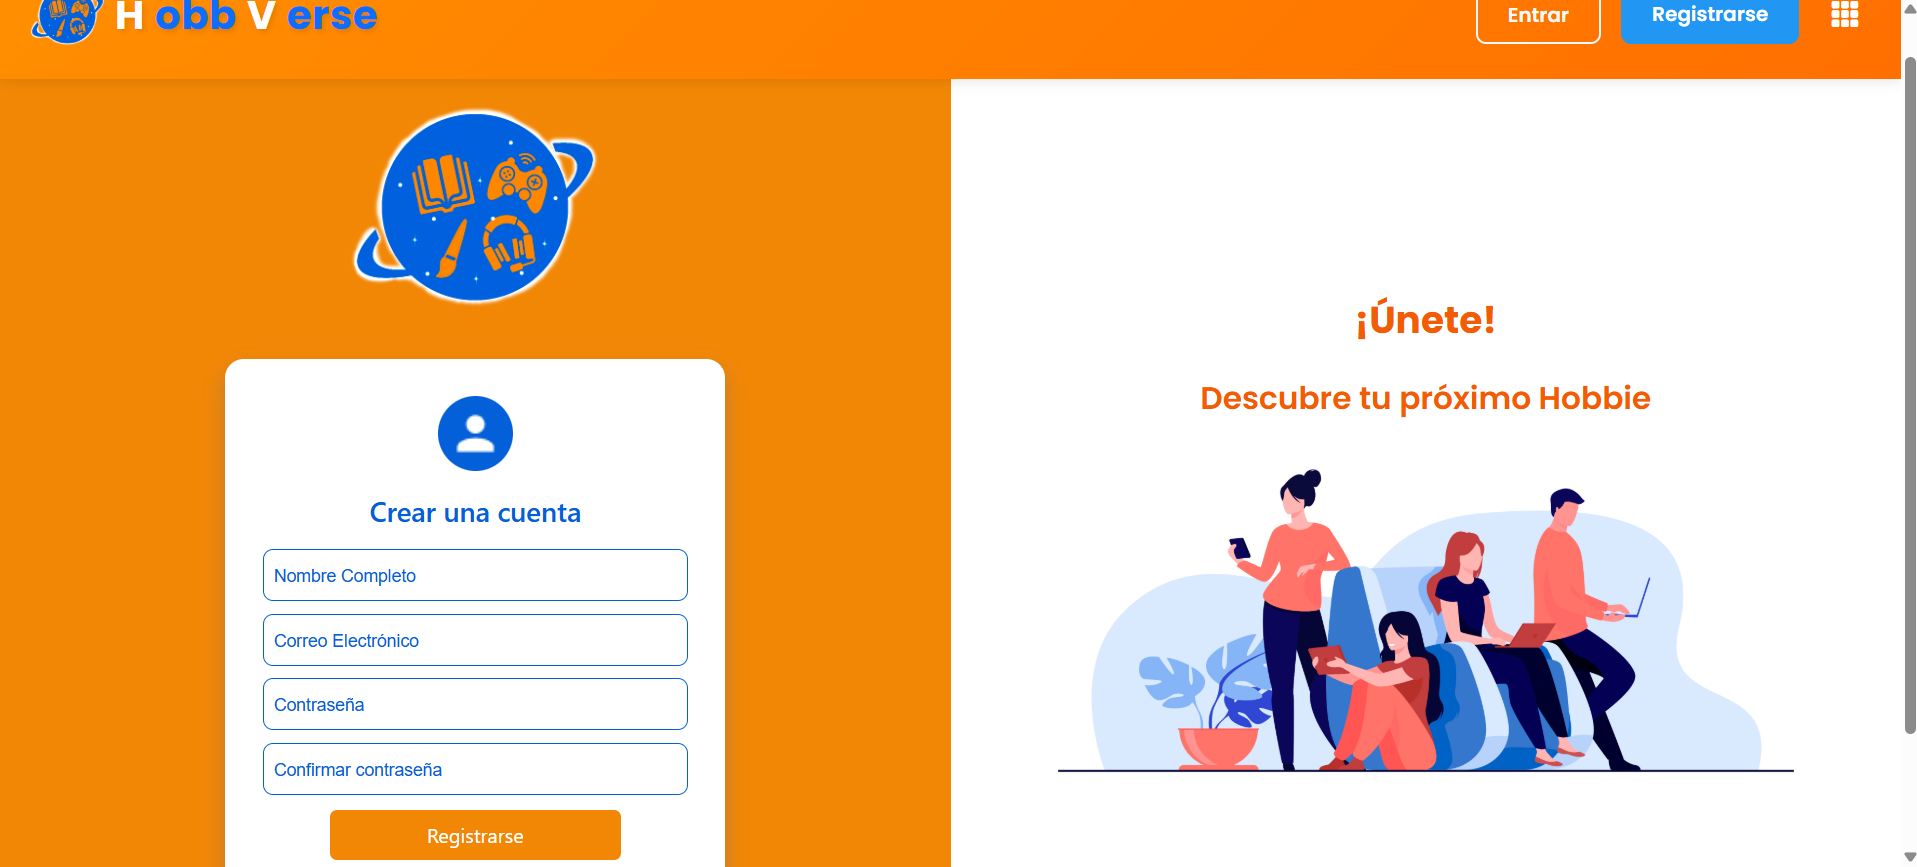 H obb V erse
Entrar
Registrarse
¡Únete!
Descubre tu próximo Hobbie
Crear una cuenta
Nombre Completo
Correo Electrónico
Contraseña
Confirmar contraseña
Registrarse